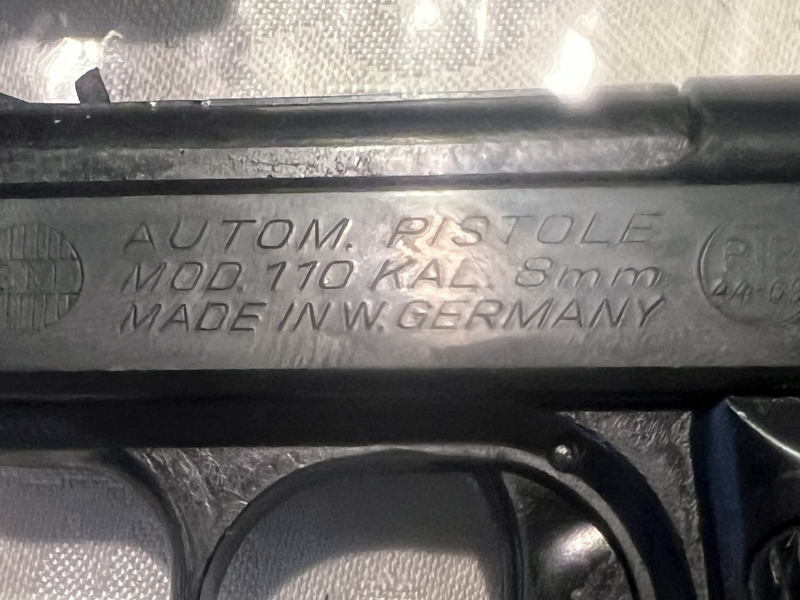 AUTOM. PISTOLE
MOD. 110 KAL. 8mm
MADE IN W. GERMANY